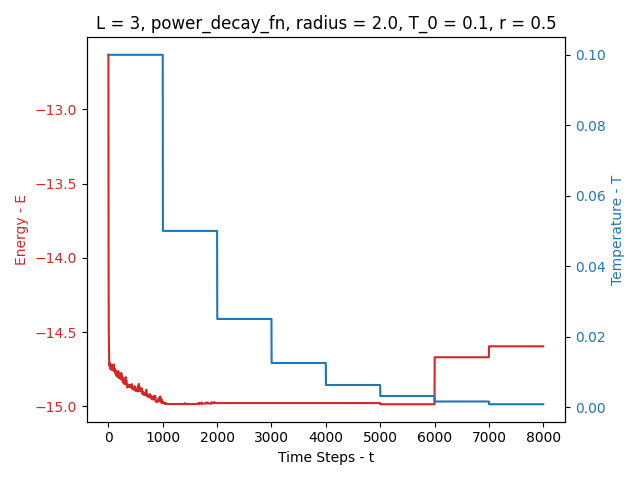 L = 3, power_decay_fn, radius = 2.0, T_0 = 0.1, r = 0.5
−13.0
−13.5
−14.0
−14.5
−15.0
Energy - E
0.10
0.08
0.06
0.04
0.02
0.00
Temperature - T
0 1000 2000 3000 4000 5000 6000 7000 8000
Time Steps - t